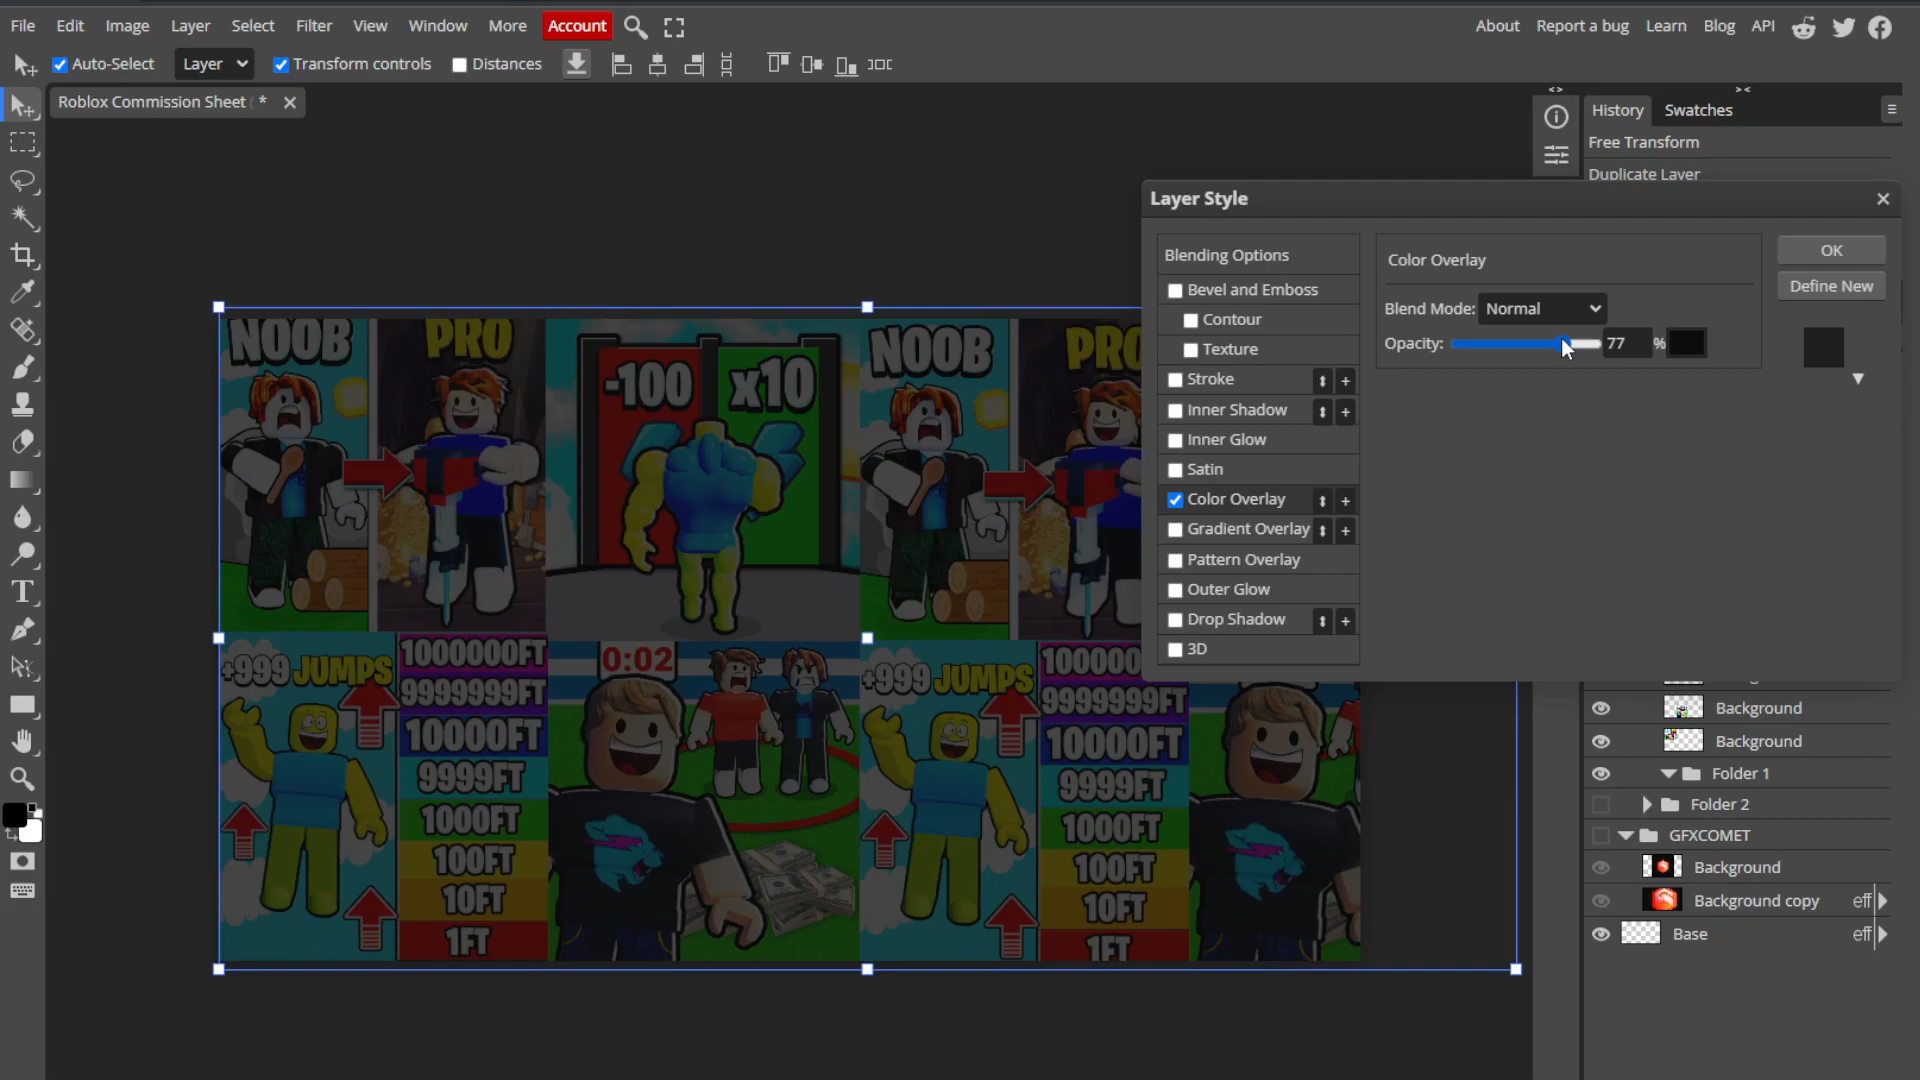 File Edit Image Layer Select Filter View Window More Account About Report a bug Learn Blog API
Auto-Select Layer Transform controls Distances
Roblox Commission Sheet *
History Swatches
Free Transform
Duplicate Layer
Layer Style
Blending Options
Bevel and Emboss
Contour
Texture
Stroke
Inner Shadow
Inner Glow
Satin
Color Overlay
Gradient Overlay
Pattern Overlay
Outer Glow
Drop Shadow
3D
Color Overlay
Blend Mode: Normal
Opacity: 77 %
OK
Define New
NOOB PRO
-100 x10
NOOB PRO
+999 JUMPS
1000000FT
9999999FT
10000FT
9999FT
1000FT
100FT
10FT
1FT
0:02
+999 JUMPS
9999999FT
10000FT
9999FT
1000FT
100FT
10FT
1FT
Background
Background
Folder 1
Folder 2
GFXCOMET
Background
Background copy eff
Base eff